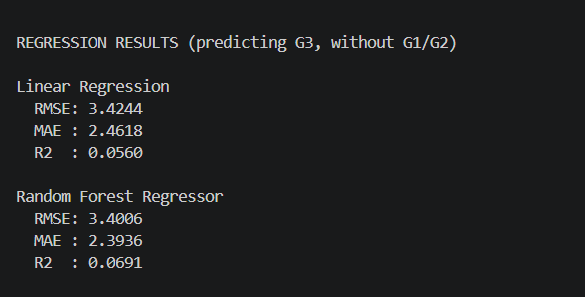 REGRESSION RESULTS (predicting G3, without G1/G2)
Linear Regression
RMSE: 3.4244
MAE : 2.4618
R2  : 0.0560
Random Forest Regressor
RMSE: 3.4006
MAE : 2.3936
R2  : 0.0691